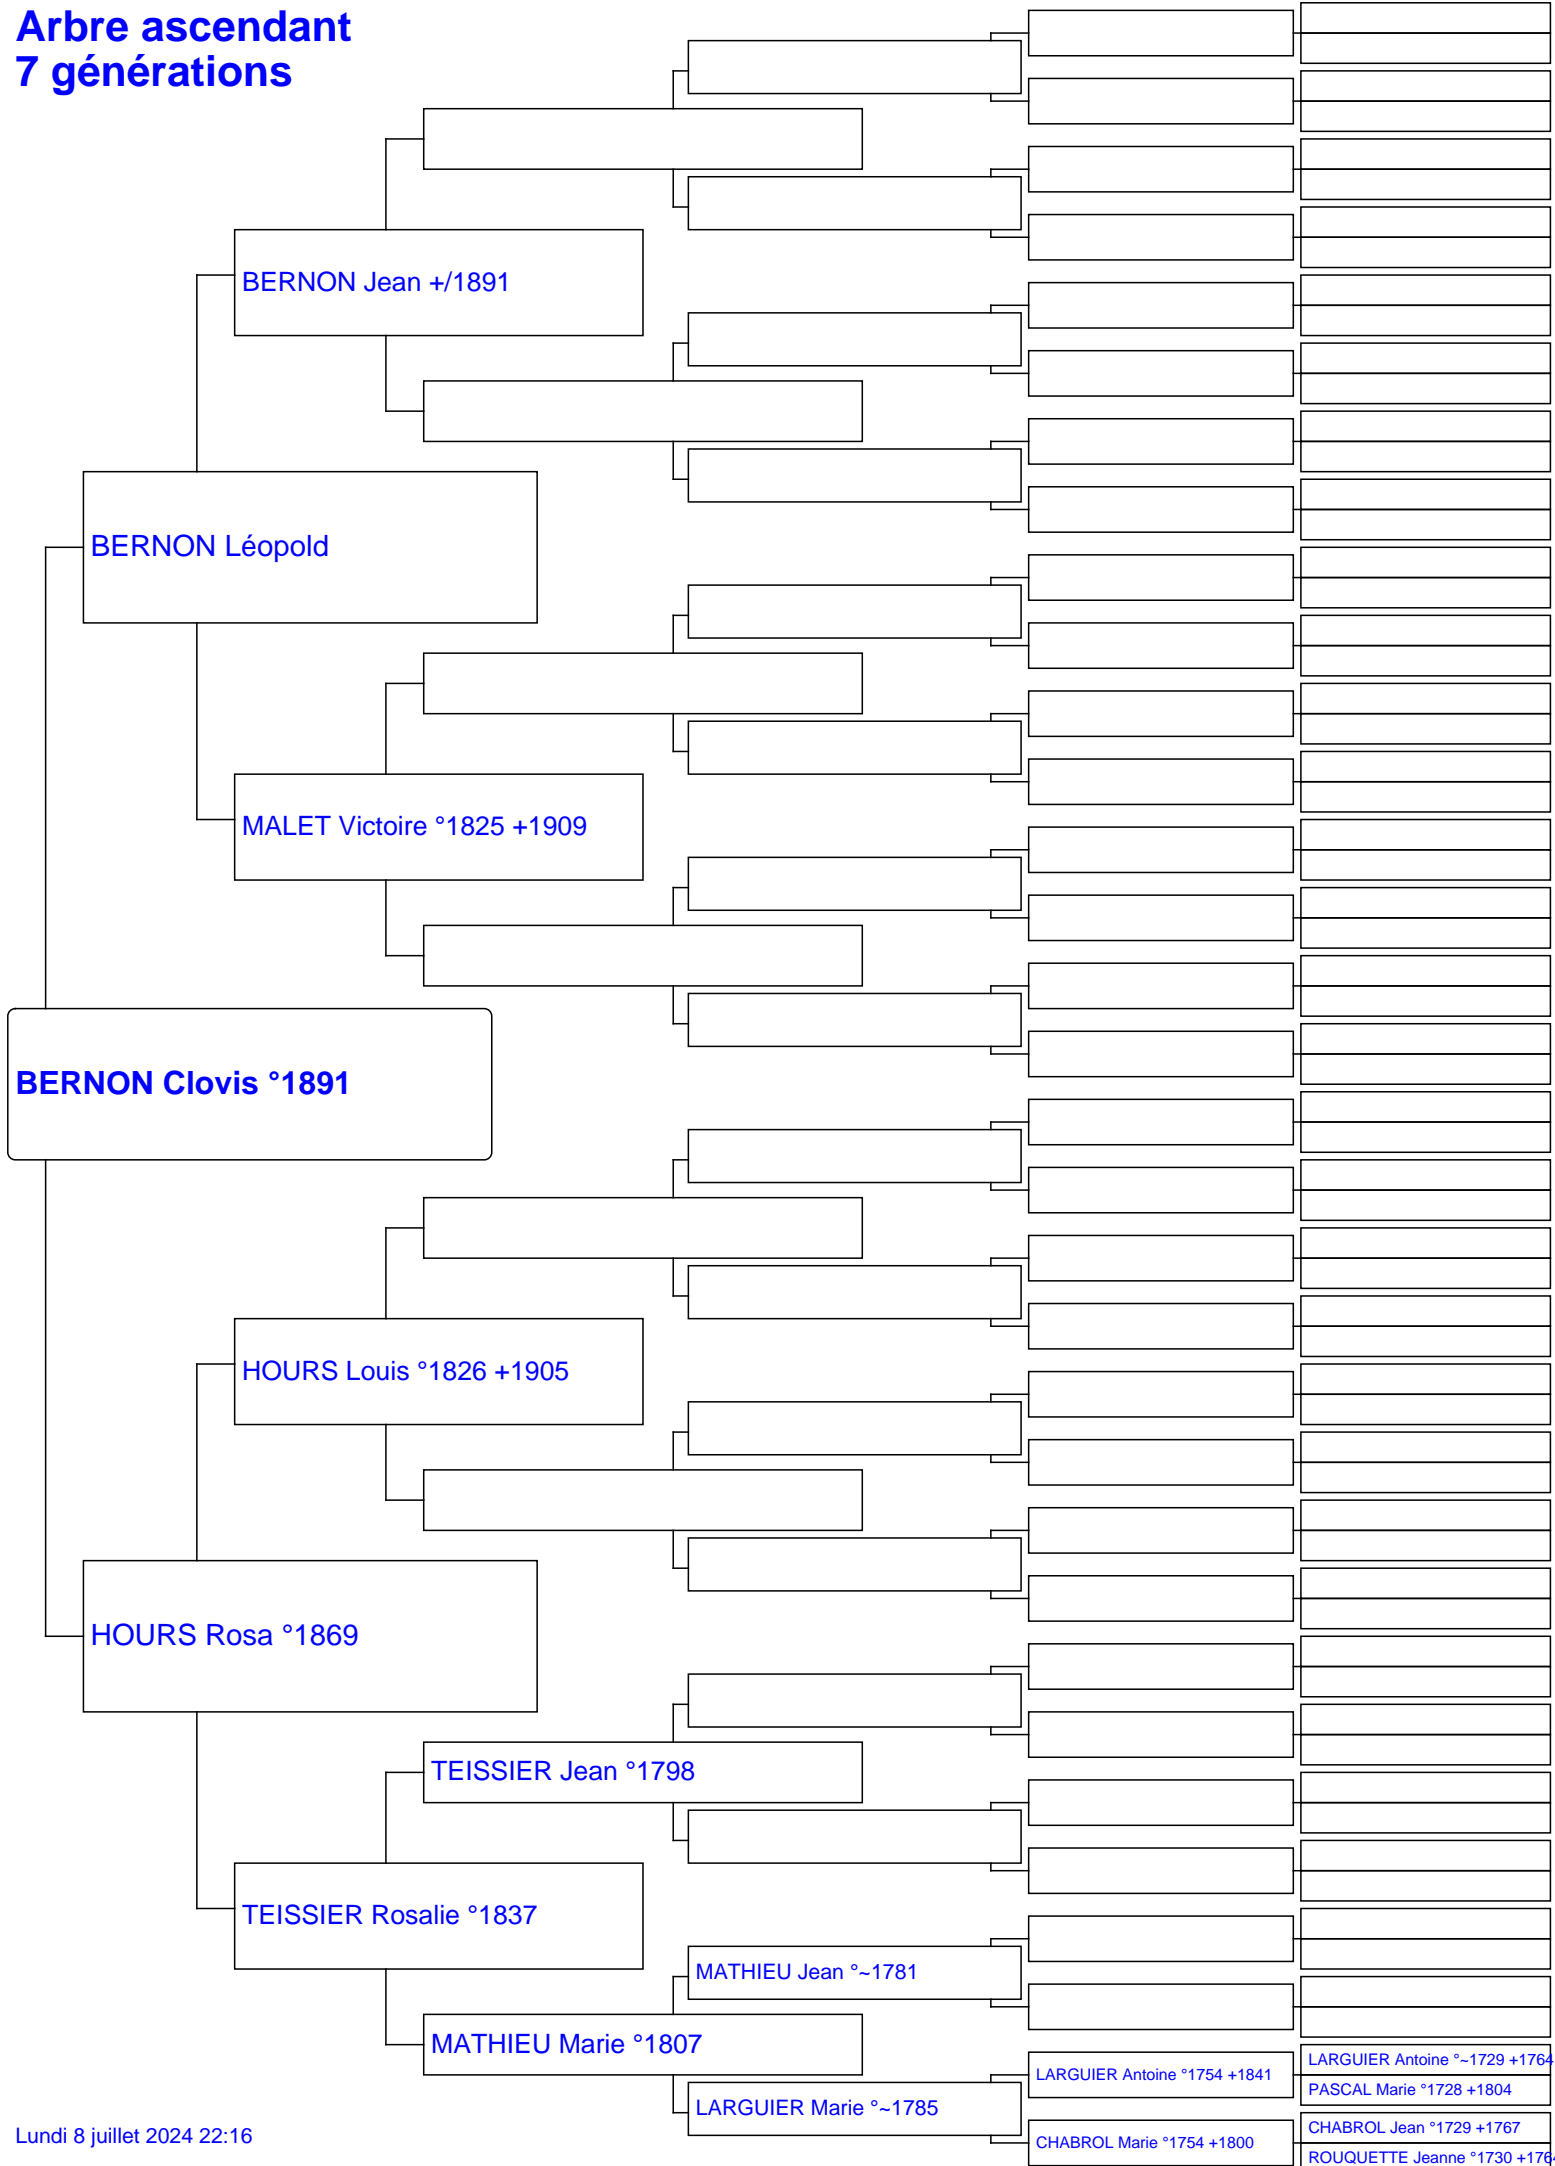 Arbre ascendant
7 générations
BERNON Jean +/1891
BERNON Léopold
MALET Victoire °1825 +1909
BERNON Clovis °1891
HOURS Louis °1826 +1905
HOURS Rosa °1869
TEISSIER Jean °1798
TEISSIER Rosalie °1837
MATHIEU Jean °~1781
MATHIEU Marie °1807
LARGUIER Antoine °~1729 +1764
LARGUIER Antoine °1754 +1841
PASCAL Marie °1728 +1804
LARGUIER Marie °~1785
CHABROL Jean °1729 +1767
CHABROL Marie °1754 +1800
ROUQUETTE Jeanne °1730 +1764
Lundi 8 juillet 2024 22:16